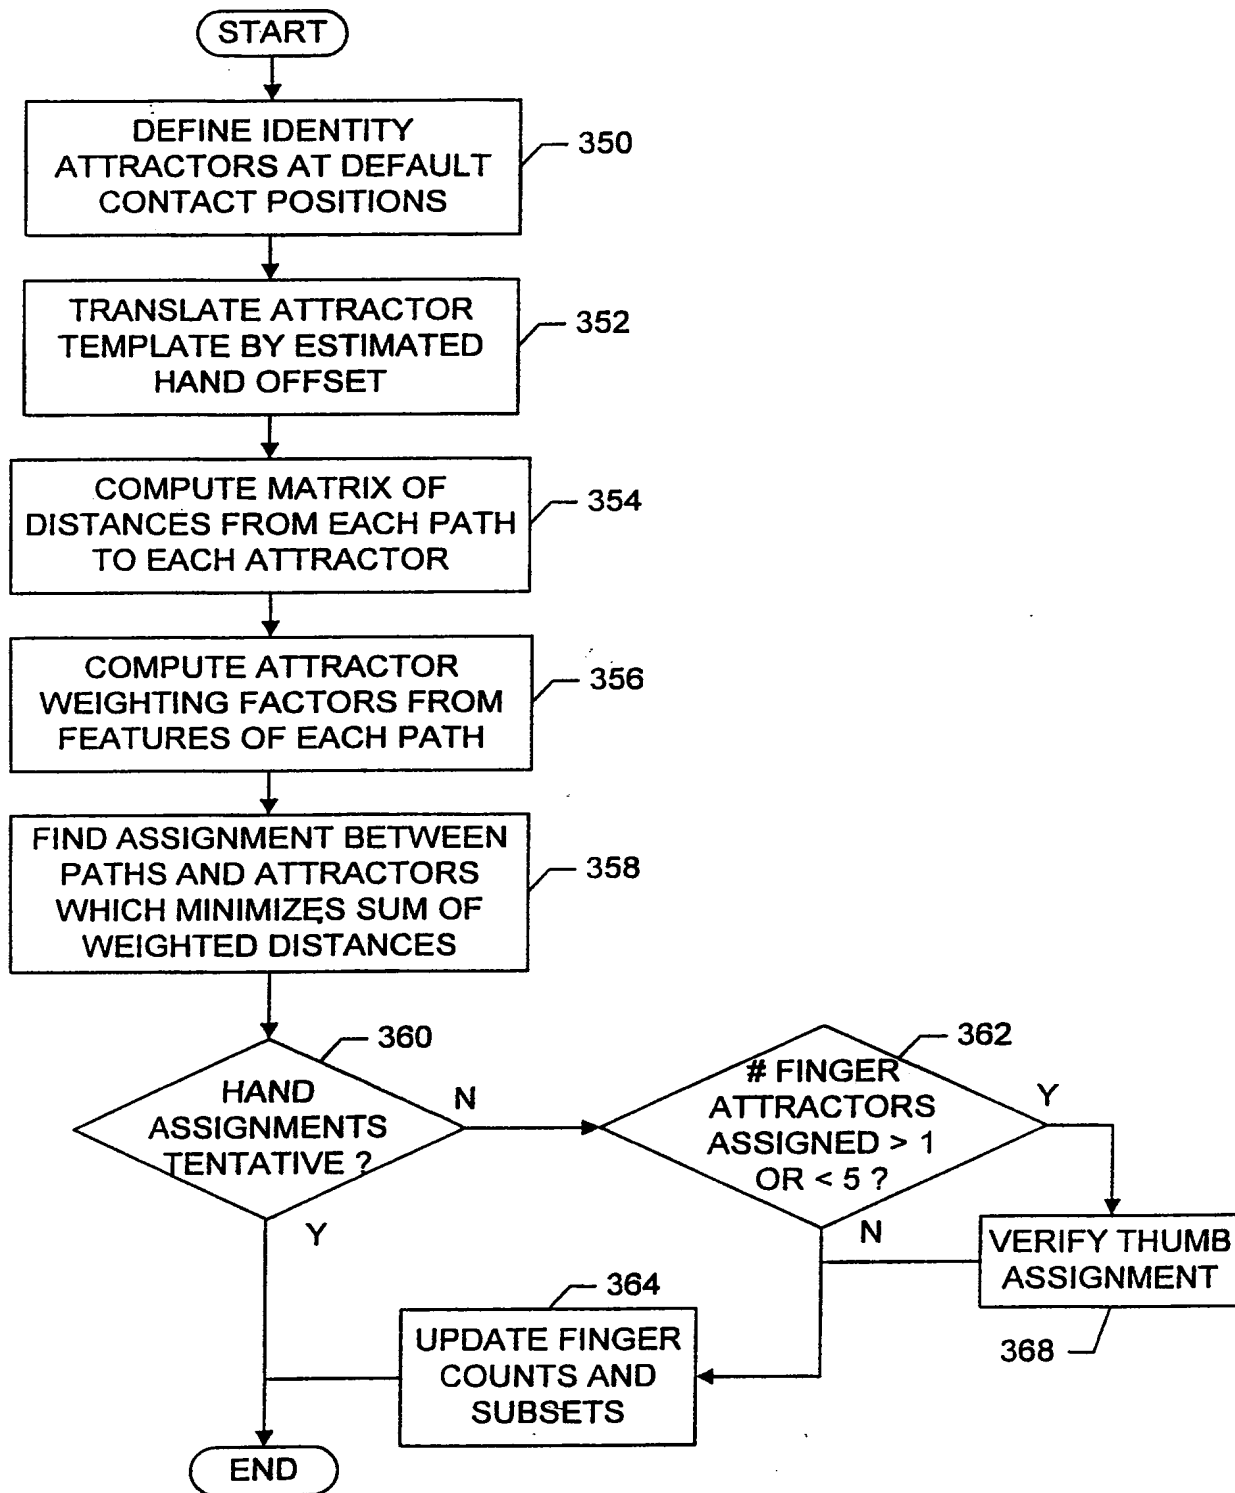 START
DEFINE IDENTITY
ATTRACTORS AT DEFAULT
CONTACT POSITIONS
350
TRANSLATE ATTRACTOR
TEMPLATE BY ESTIMATED
HAND OFFSET
352
COMPUTE MATRIX OF
DISTANCES FROM EACH PATH
TO EACH ATTRACTOR
354
COMPUTE ATTRACTOR
WEIGHTING FACTORS FROM
FEATURES OF EACH PATH
356
FIND ASSIGNMENT BETWEEN
PATHS AND ATTRACTORS
WHICH MINIMIZES SUM OF
WEIGHTED DISTANCES
358
360
HAND
ASSIGNMENTS
TENTATIVE ?
N
Y
362
# FINGER
ATTRACTORS
ASSIGNED > 1
OR < 5 ?
Y
N
VERIFY THUMB
ASSIGNMENT
368
364
UPDATE FINGER
COUNTS AND
SUBSETS
END